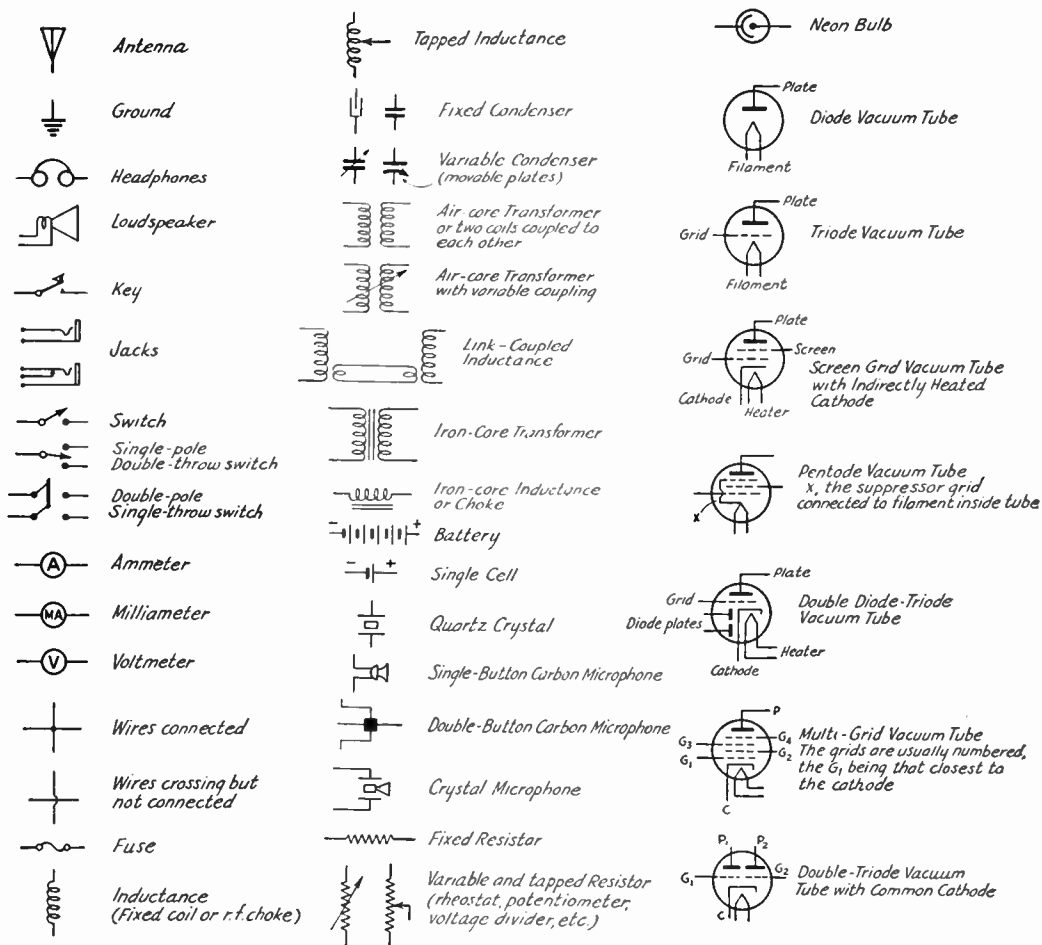 Antenna
Ground
Headphones
Loudspeaker
Key
Jacks
Switch
Single-pole
Double-throw switch
Double-pole
Single-throw switch
A
Ammeter
MA
Milliameter
V
Voltmeter
Wires connected
Wires crossing but
not connected
Fuse
Inductance
(Fixed coil or r.f. choke)
Tapped Inductance
Fixed Condenser
Variable Condenser
(movable plates)
Air-core Transformer
or two coils coupled to
each other
Air-core Transformer
with variable coupling
Link-Coupled
Inductance
Iron-Core Transformer
Iron-core Inductance
or Choke
- +
Battery
- +
Single Cell
Quartz Crystal
Single-Button Carbon Microphone
Double-Button Carbon Microphone
Crystal Microphone
Fixed Resistor
Variable and tapped Resistor
(rheostat, potentiometer,
voltage divider, etc.)
Neon Bulb
Plate
Diode Vacuum Tube
Filament
Plate
Grid
Triode Vacuum Tube
Filament
Plate
Screen
Grid
Screen Grid Vacuum Tube
with Indirectly Heated
Cathode
Cathode
Heater
Pentode Vacuum Tube
X, the suppressor grid
connected to filament inside tube
X
Plate
Grid
Double Diode-Triode
Vacuum Tube
Diode plates
Heater
Cathode
P
G4
G3
G2
G1
C
Multi-Grid Vacuum Tube
The grids are usually numbered,
the G1 being that closest to
the cathode
P1 P2
G1
G2
C
Double-Triode Vacuum
Tube with Common Cathode